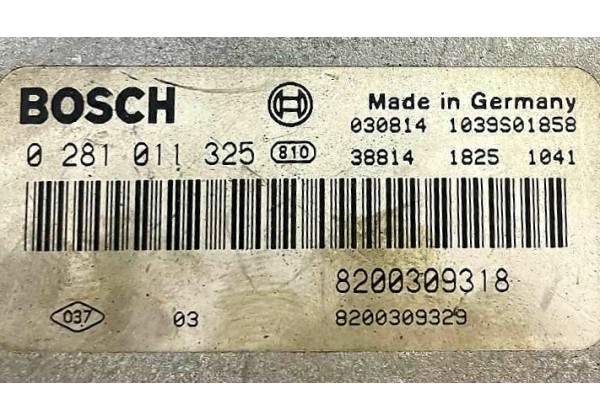 BOSCH
Made in Germany
030814 1039S01858
0 281 011 325 810
38814 1825 1041
8200309318
037 03 8200309329